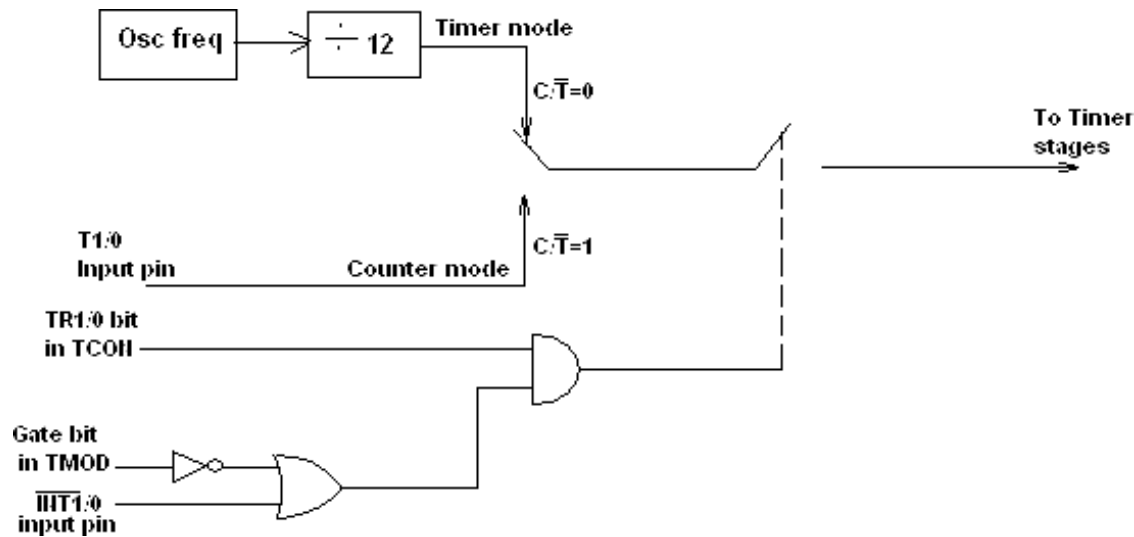 Osc freq
÷ 12
Timer mode
C/T̅=0
To Timer
stages
T1/0
Input pin
Counter mode
C/T̅=1
TR1/0 bit
in TCON
Gate bit
in TMOD
I̅N̅T̅1̅/0
input pin